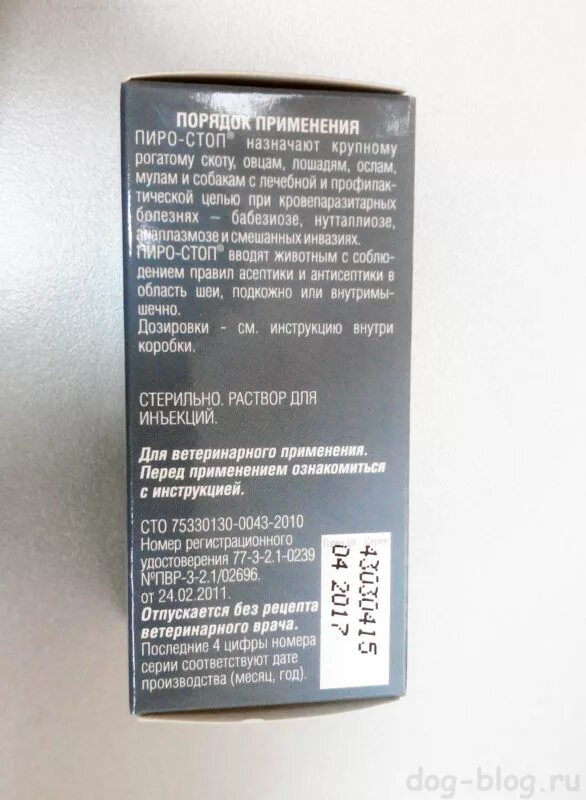 ПОРЯДОК ПРИМЕНЕНИЯ
ПИРО-СТОП® назначают крупному
рогатому скоту, овцам, лошадям, ослам,
мулам и собакам с лечебной и профилак-
тической целью при кровепаразитарных
болезнях – бабезиозе, нутталлиозе,
анаплазмозе и смешанных инвазиях.
ПИРО-СТОП® вводят животным с соблю-
дением правил асептики и антисептики в
область шеи, подкожно или внутримы-
шечно.
Дозировки - см. инструкцию внутри
коробки.
СТЕРИЛЬНО. РАСТВОР ДЛЯ
ИНЪЕКЦИЙ.
Для ветеринарного применения.
Перед применением ознакомиться
с инструкцией.
СТО 75330130-0043-2010
Номер регистрационного
удостоверения 77-3-2.1-0239
№ПВР-3-2.1/02696.
от 24.02.2011.
Отпускается без рецепта
ветеринарного врача.
Последние 4 цифры номера
серии соответствуют дате
производства (месяц, год).
Годен до Серия
43030415
04 2017
dog-blog.ru